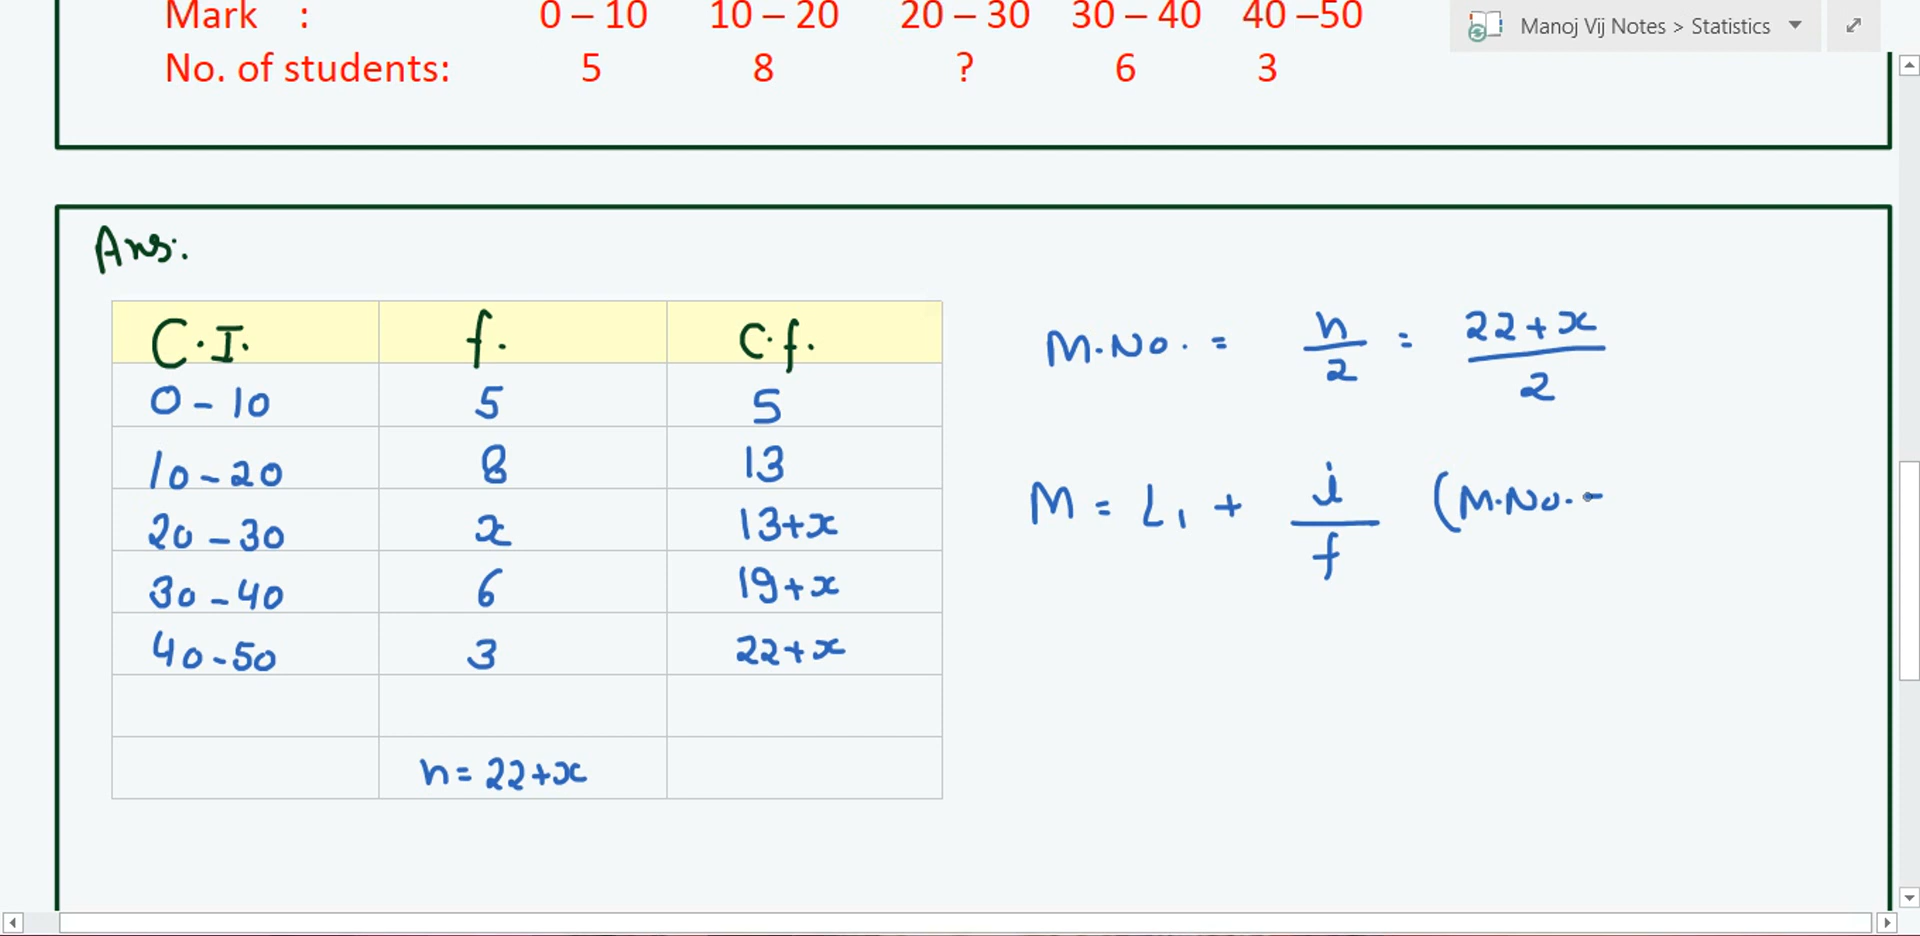 Mark : 0 – 10 10 – 20 20 – 30 30 – 40 40 –50
No. of students: 5 8 ? 6 3
Manoj Vij Notes > Statistics
Ans:
C.I. f. C.f.
0 - 10 5 5
10 - 20 8 13
20 - 30 x 13+x
30 - 40 6 19+x
40 - 50 3 22+x
n = 22+x
M.No. = n/2 = 22+x/2
M = L₁ + i/f (M.No. -